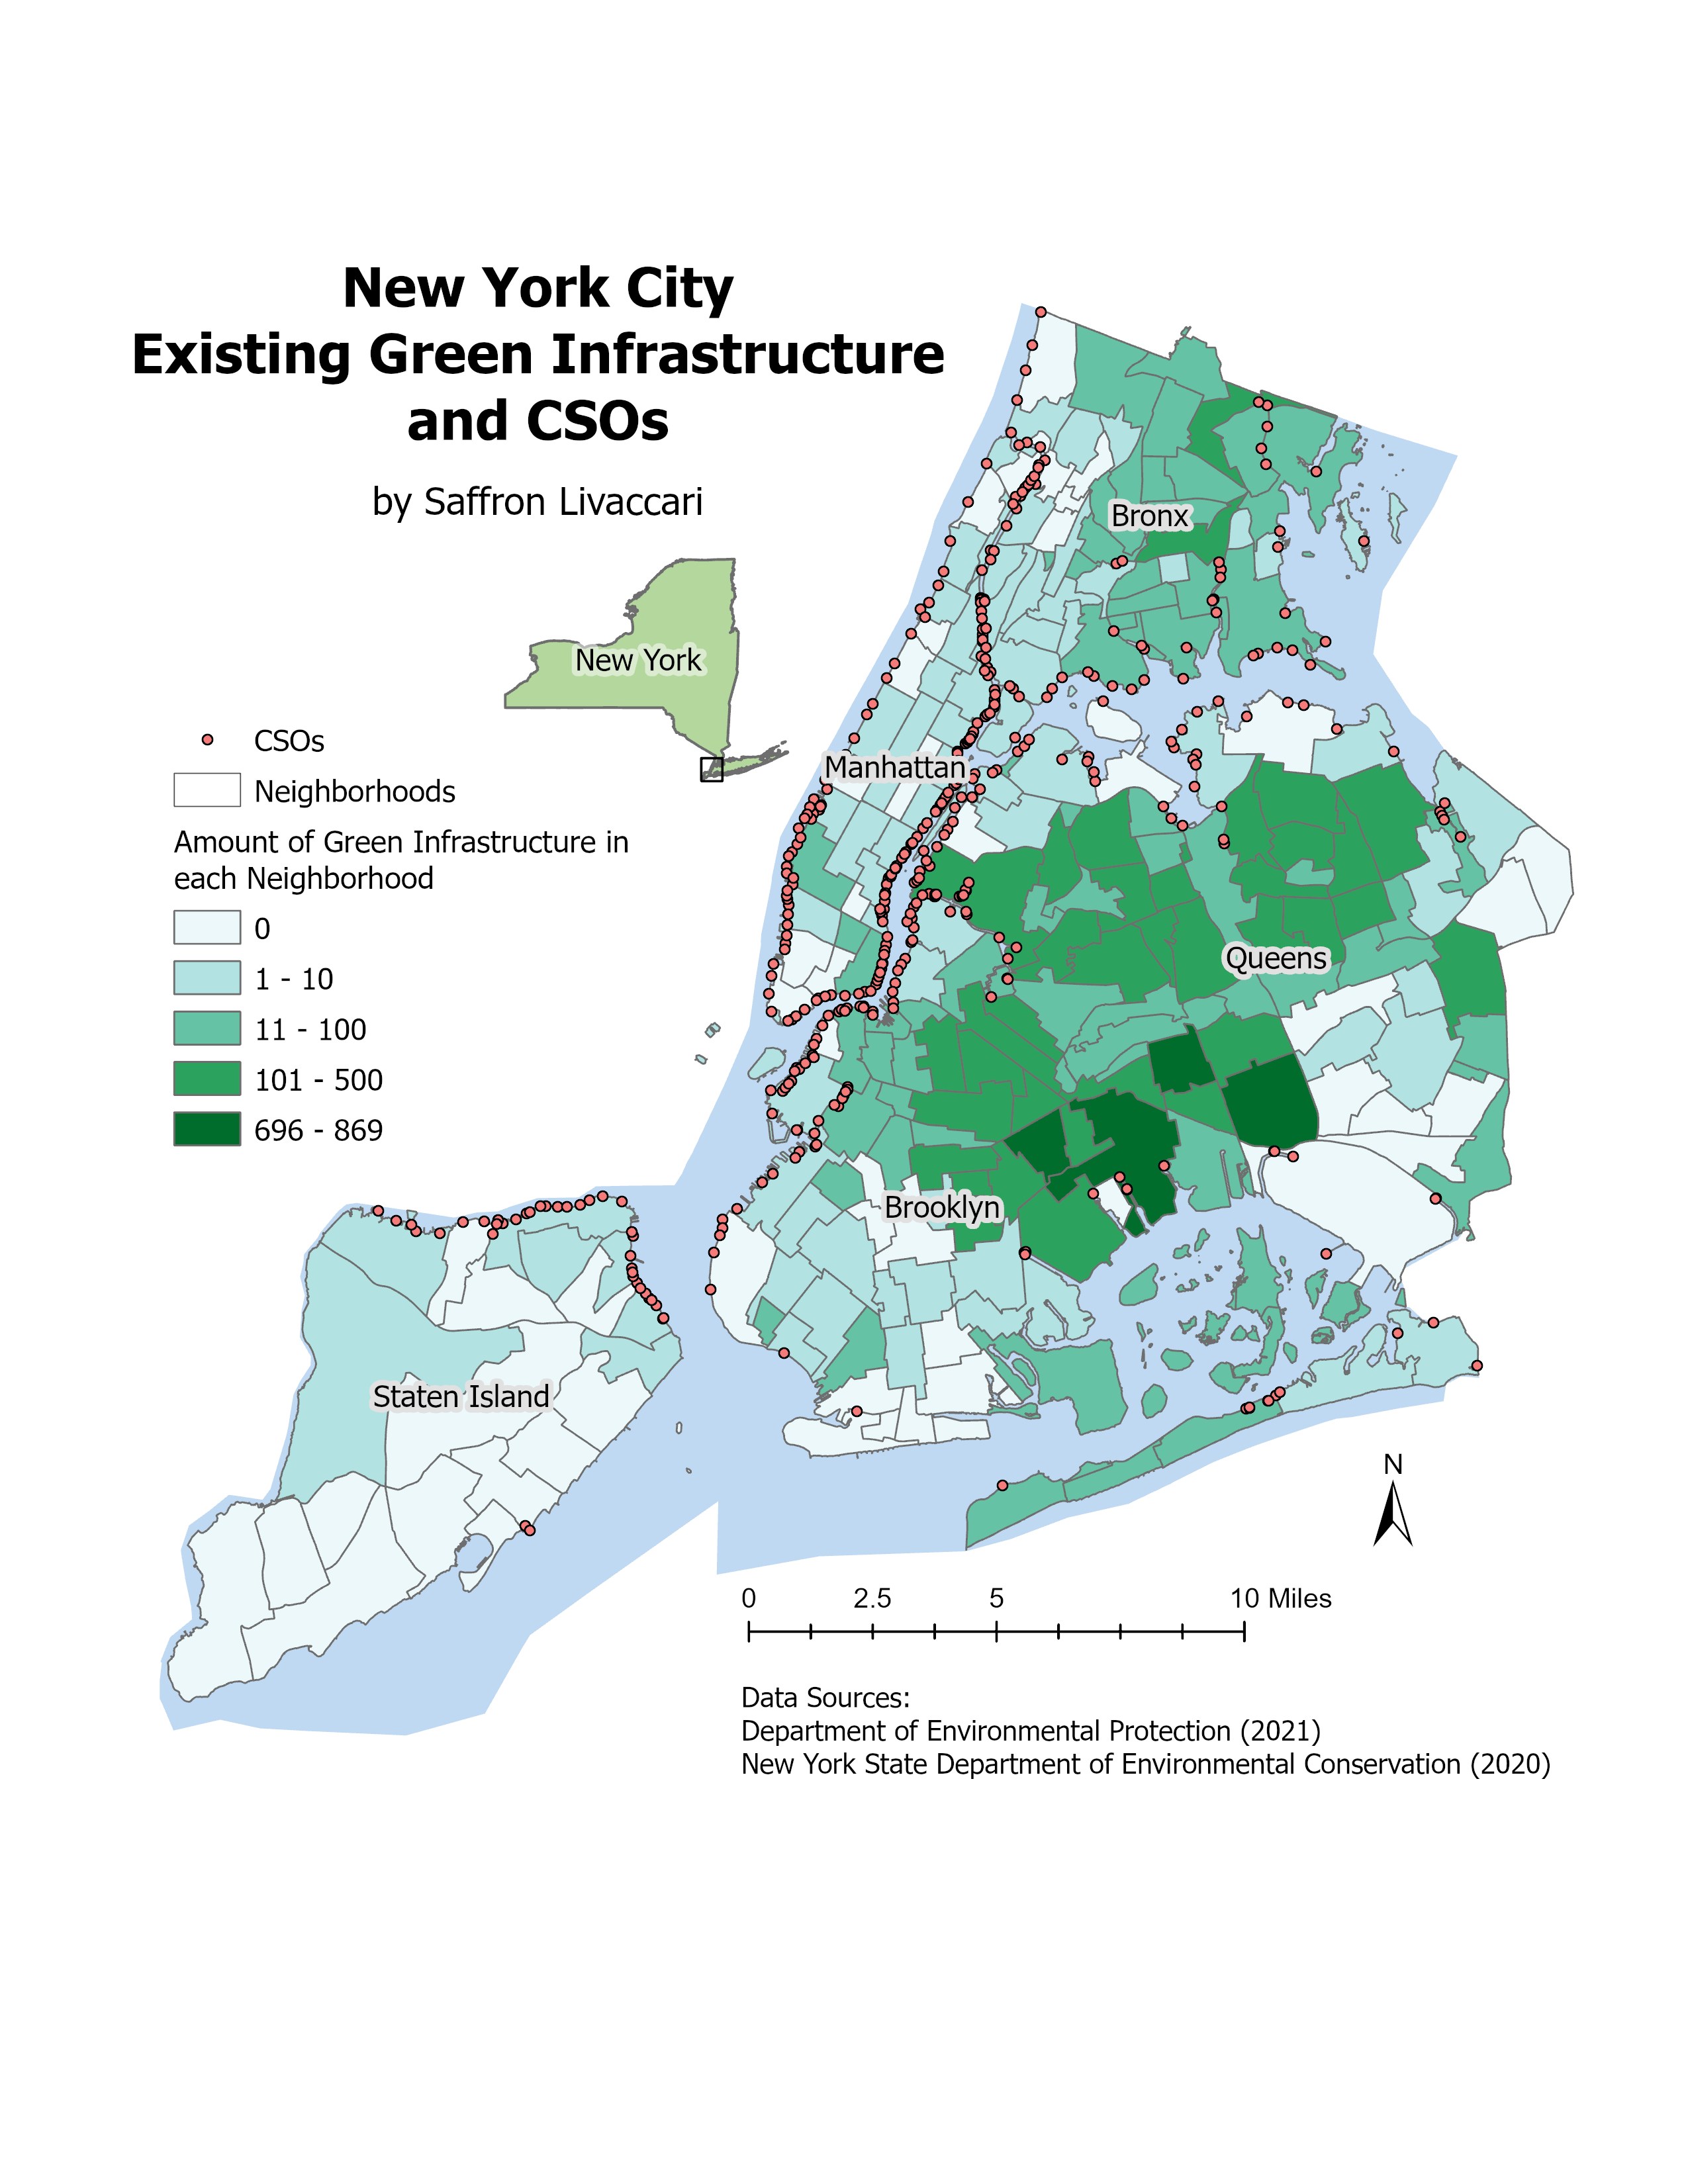 New York City
Existing Green Infrastructure
and CSOs
by Saffron Livaccari
New York
CSOs
Neighborhoods
Amount of Green Infrastructure in
each Neighborhood
0
1 - 10
11 - 100
101 - 500
696 - 869
Bronx
Manhattan
Queens
Brooklyn
Staten Island
N
0 2.5 5 10 Miles
Data Sources:
Department of Environmental Protection (2021)
New York State Department of Environmental Conservation (2020)